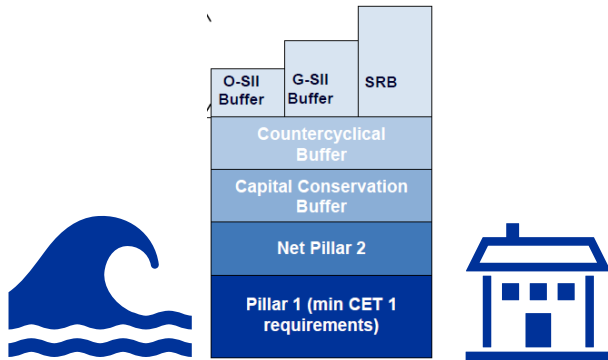 O-SII
Buffer
G-SII
Buffer
SRB
Countercyclical
Buffer
Capital Conservation
Buffer
Net Pillar 2
Pillar 1 (min CET 1
requirements)